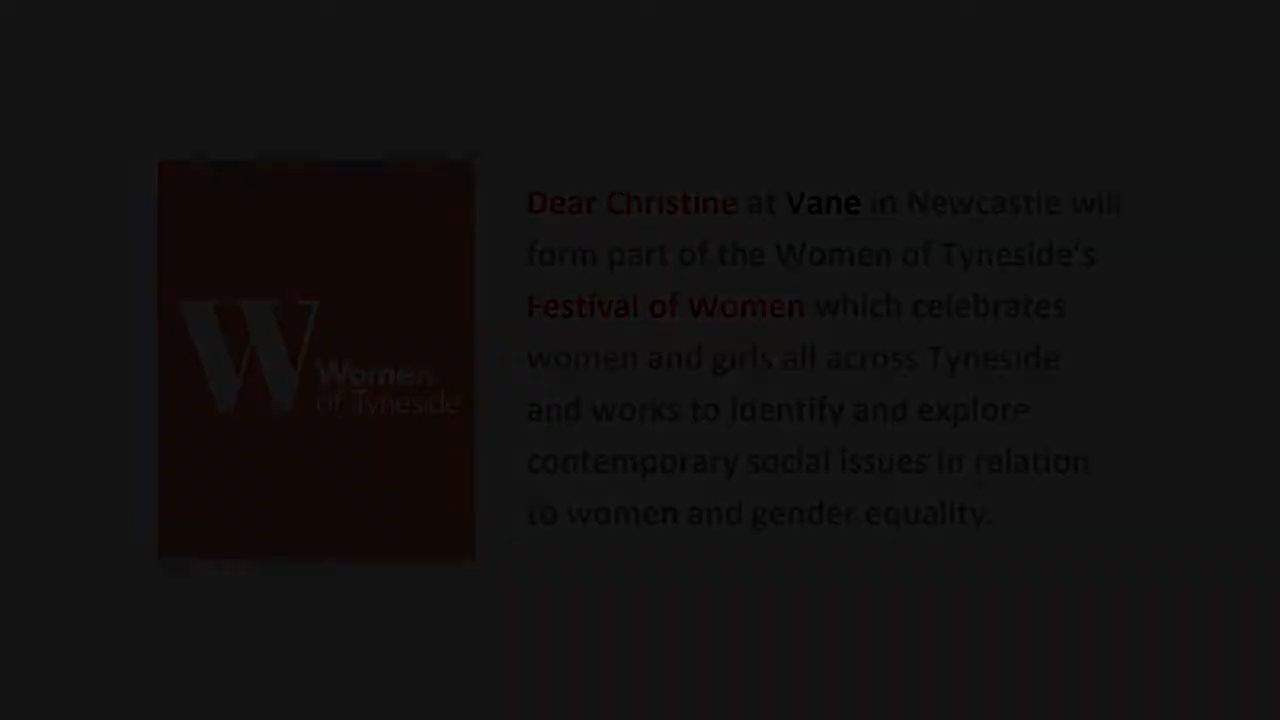 W Women
of Tyneside
Dear Christine at Vane in Newcastle will
form part of the Women of Tyneside's
Festival of Women which celebrates
women and girls all across Tyneside
and works to identify and explore
contemporary social issues in relation
to women and gender equality.